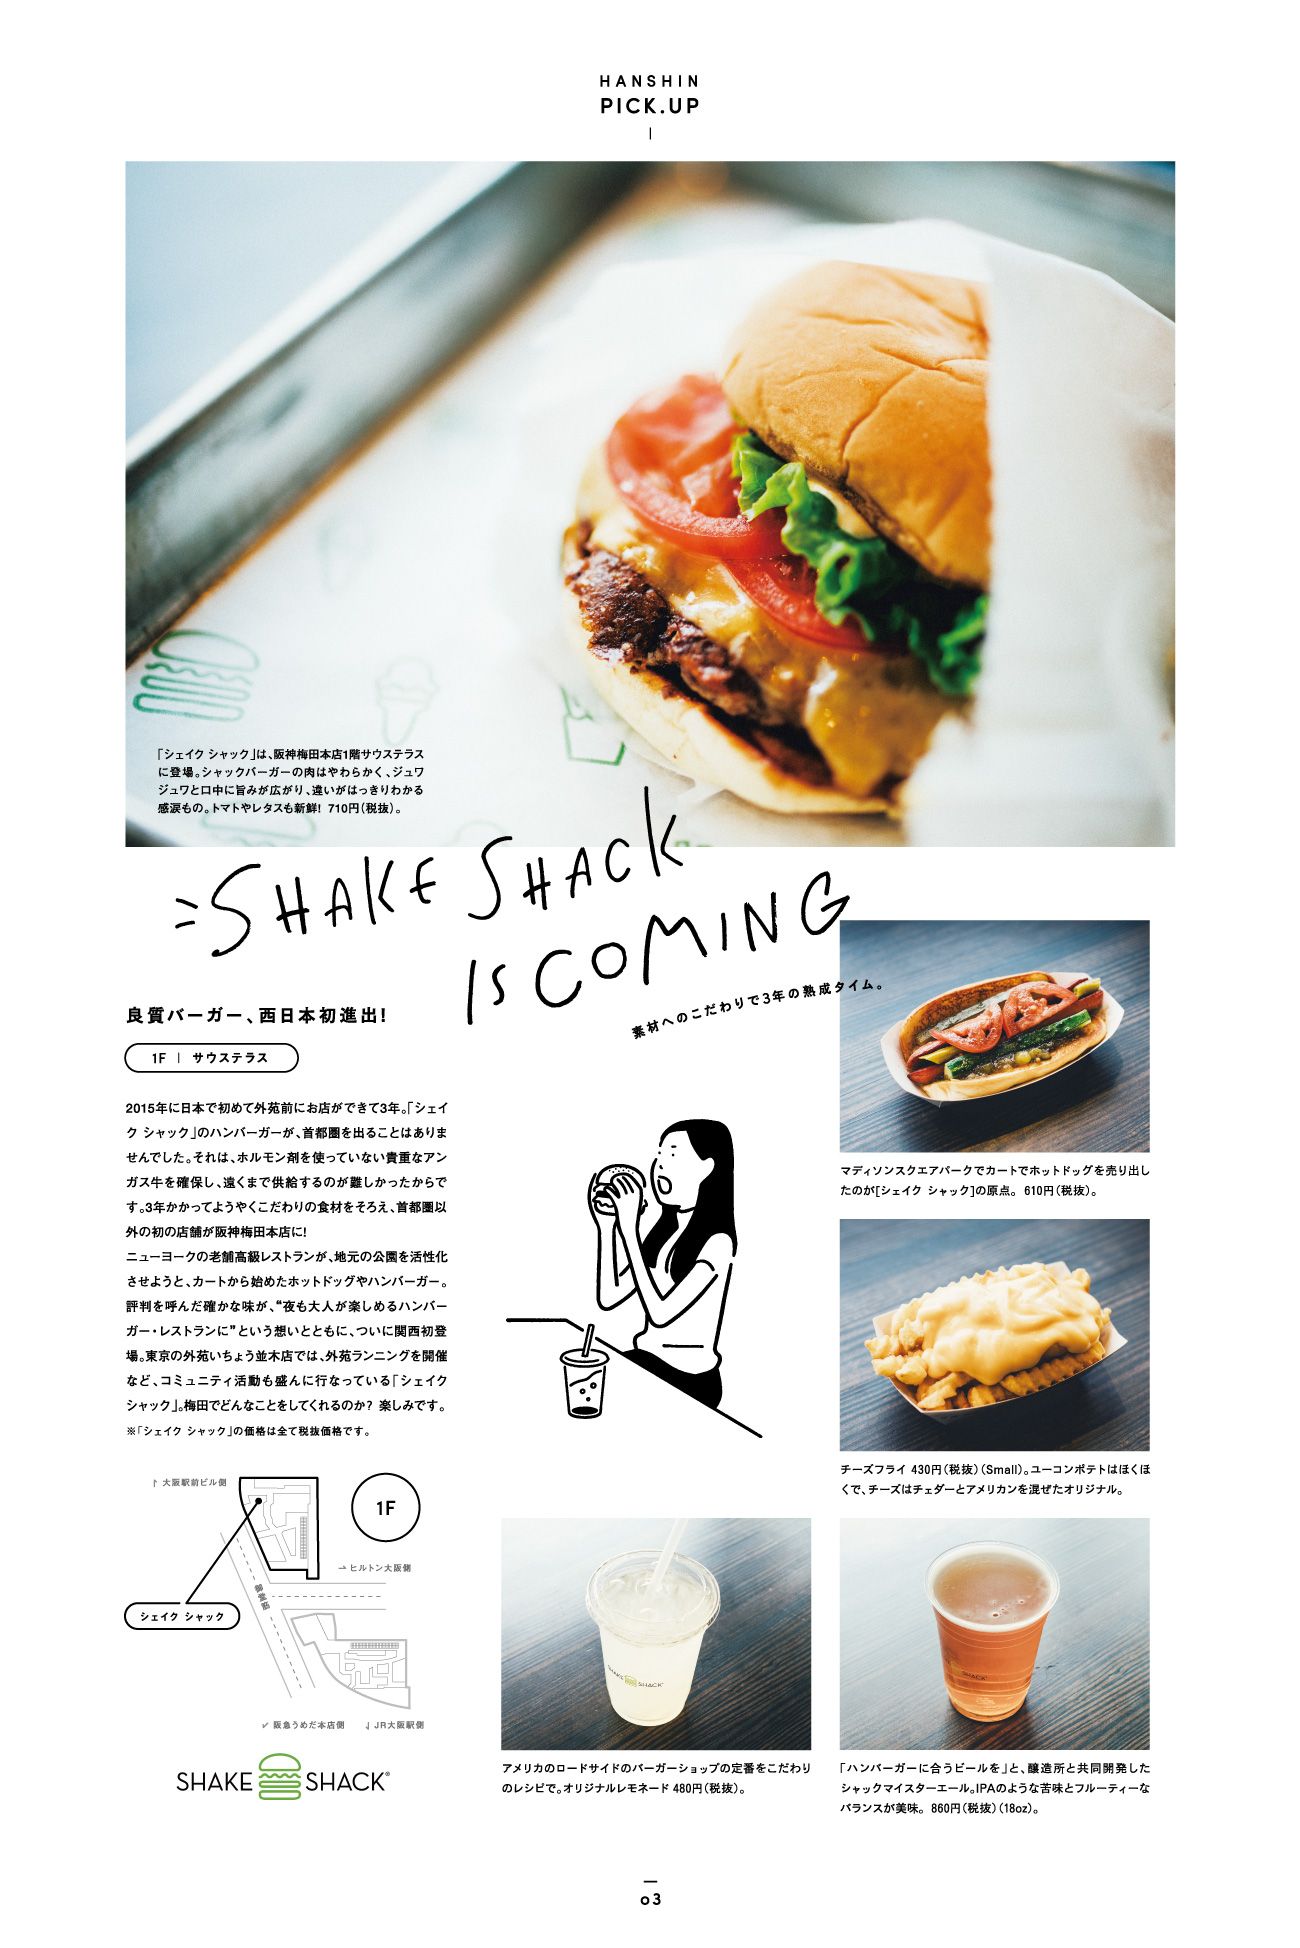 HANSHIN
PICK.UP
「シェイク シャック」は、阪神梅田本店1階サウステラス
に登場。シャックバーガーの肉はやわらかく、ジュワ
ジュワと口中に旨みが広がり、違いがはっきりわかる
感涙もの。トマトやレタスも新鮮! 710円(税抜)。
SHAKE SHACK
IS COMING
素材へのこだわりで3年の熟成タイム。
良質バーガー、西日本初進出!
1F | サウステラス
2015年に日本で初めて外苑前にお店ができて3年。「シェイ
ク シャック」のハンバーガーが、首都圏を出ることはありま
せんでした。それは、ホルモン剤を使っていない貴重なアン
ガス牛を確保し、遠くまで供給するのが難しかったからで
す。3年かかってようやくこだわりの食材をそろえ、首都圏以
外の初の店舗が阪神梅田本店に!
ニューヨークの老舗高級レストランが、地元の公園を活性化
させようと、カートから始めたホットドッグやハンバーガー。
評判を呼んだ確かな味が、“夜も大人が楽しめるハンバー
ガー・レストランに”という想いとともに、ついに関西初登
場。東京の外苑いちょう並木店では、外苑ランニングを開催
など、コミュニティ活動も盛んに行なっている「シェイク
シャック」。梅田でどんなことをしてくれるのか? 楽しみです。
※「シェイク シャック」の価格は全て税抜価格です。
↑ 大阪駅前ビル側
1F
→ ヒルトン大阪側
御堂筋
シェイク シャック
↙ 阪急うめだ本店側
↓ JR大阪駅側
SHAKE SHACK®
マディソンスクエアパークでカートでホットドッグを売り出し
たのが[シェイク シャック]の原点。 610円(税抜)。
チーズフライ 430円(税抜)(Small)。ユーコンポテトはほくほ
くで、チーズはチェダーとアメリカンを混ぜたオリジナル。
SHAKE SHACK
アメリカのロードサイドのバーガーショップの定番をこだわり
のレシピで。オリジナルレモネード 480円(税抜)。
SHACK
「ハンバーガーに合うビールを」と、醸造所と共同開発した
シャックマイスターエール。IPAのような苦味とフルーティーな
バランスが美味。 860円(税抜)(18oz)。
03